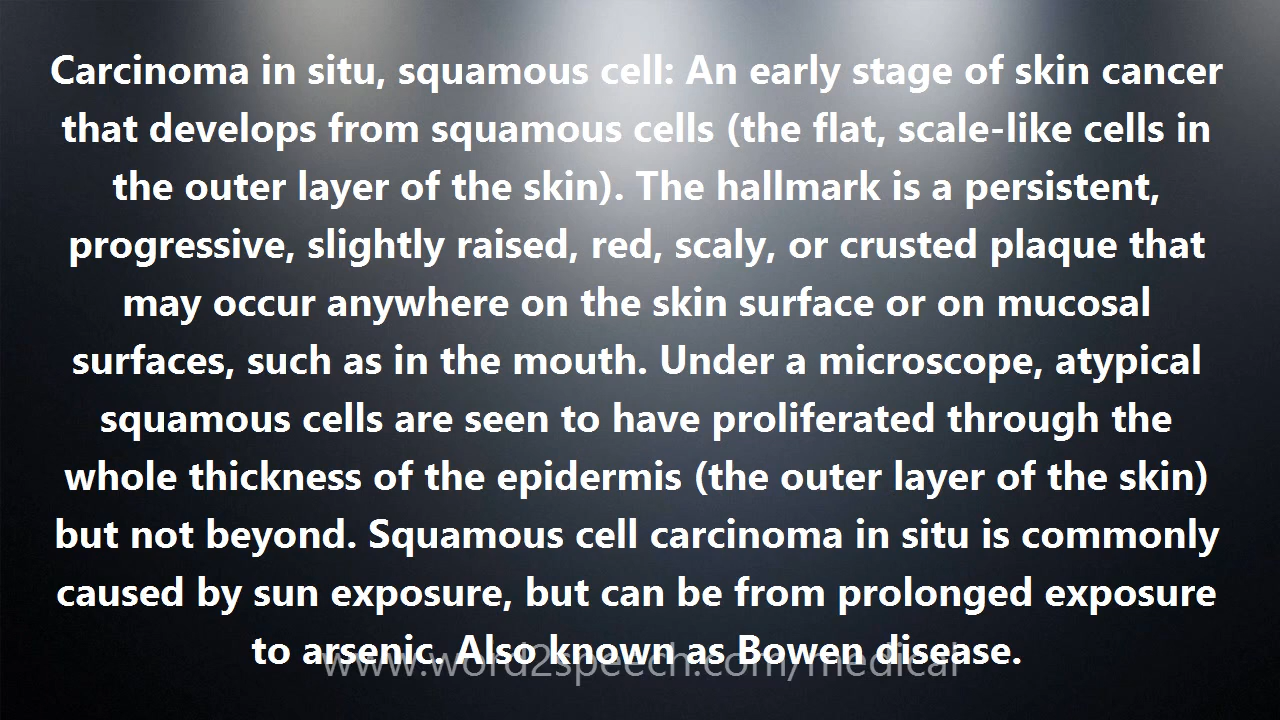 Carcinoma in situ, squamous cell: An early stage of skin cancer
that develops from squamous cells (the flat, scale-like cells in
the outer layer of the skin). The hallmark is a persistent,
progressive, slightly raised, red, scaly, or crusted plaque that
may occur anywhere on the skin surface or on mucosal
surfaces, such as in the mouth. Under a microscope, atypical
squamous cells are seen to have proliferated through the
whole thickness of the epidermis (the outer layer of the skin)
but not beyond. Squamous cell carcinoma in situ is commonly
caused by sun exposure, but can be from prolonged exposure
to arsenic. Also known as Bowen disease.
www.word2speech.com/medical